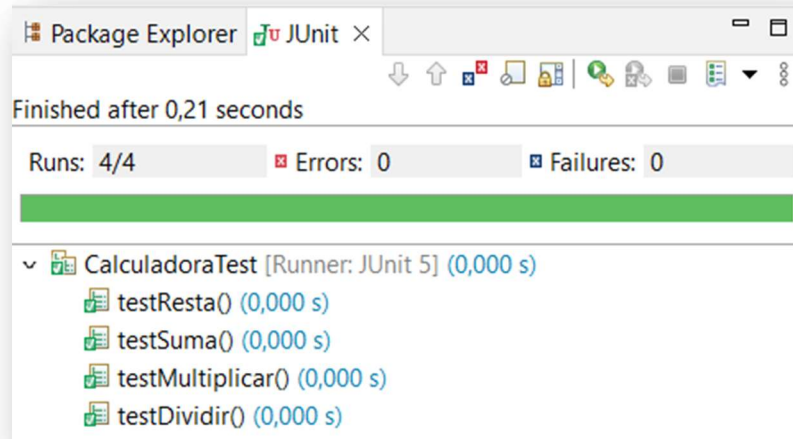 Package Explorer JUnit
Finished after 0,21 seconds
Runs: 4/4 Errors: 0 Failures: 0
CalculadoraTest [Runner: JUnit 5] (0,000 s)
testResta() (0,000 s)
testSuma() (0,000 s)
testMultiplicar() (0,000 s)
testDividir() (0,000 s)